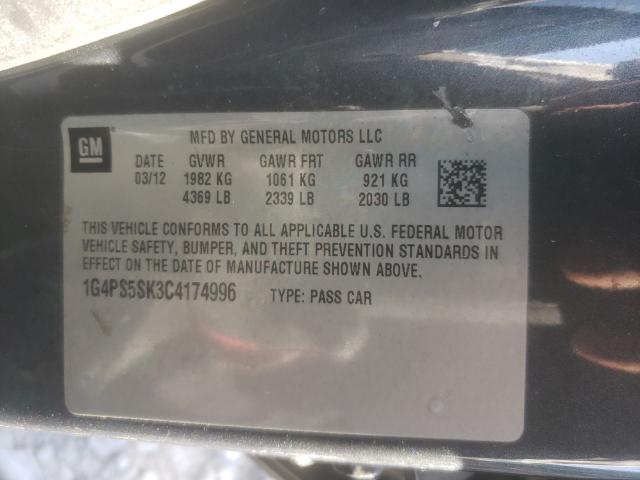 GM
MFD BY GENERAL MOTORS LLC
DATE GVWR GAWR FRT GAWR RR
03/12 1982 KG 1061 KG 921 KG
4369 LB 2339 LB 2030 LB
THIS VEHICLE CONFORMS TO ALL APPLICABLE U.S. FEDERAL MOTOR
VEHICLE SAFETY, BUMPER, AND THEFT PREVENTION STANDARDS IN
EFFECT ON THE DATE OF MANUFACTURE SHOWN ABOVE.
1G4PS5SK3C4174996 TYPE: PASS CAR